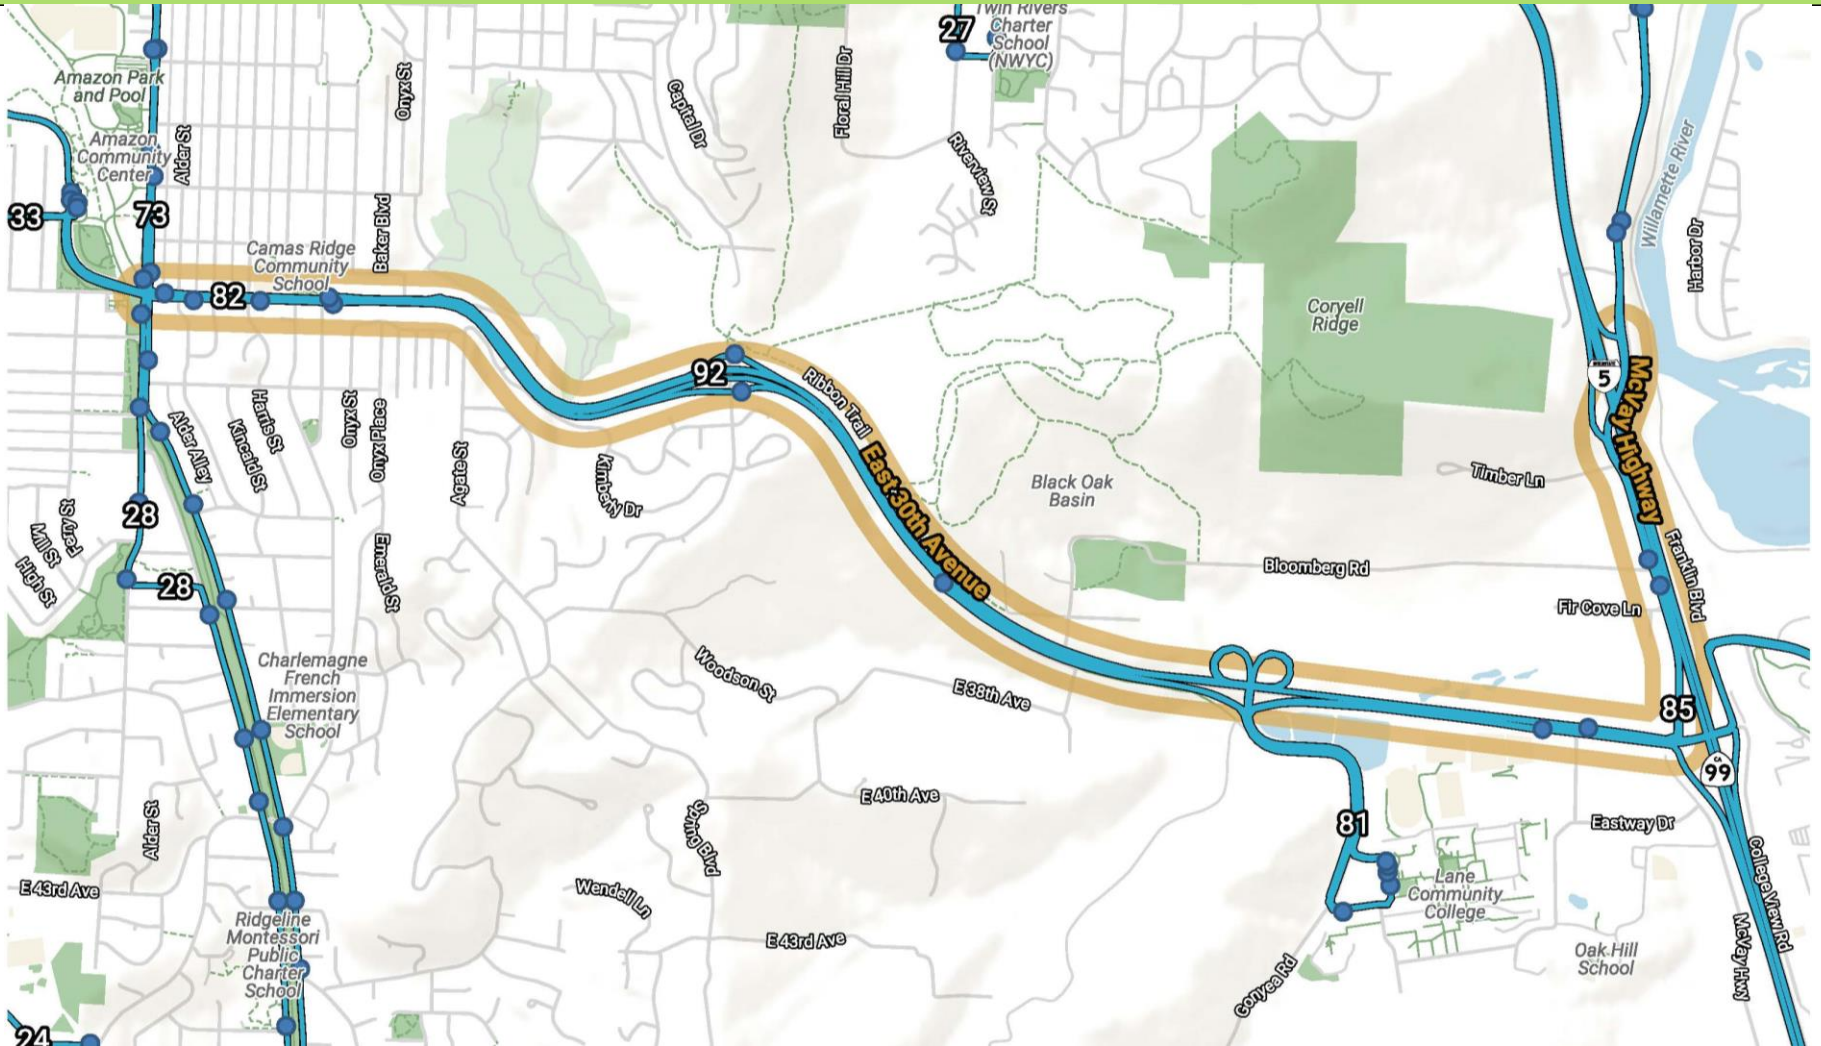 27
Twin Rivers
Charter
School
(NWYC)
Amazon Park
and Pool
Onyx St
Capital Dr
Floral Hill Dr
Amazon
Community
Center
Alder St
Riverview St
Willamette River
33
73
Baker Blvd
Harbor Dr
Camas Ridge
Community
School
82
Coryell
Ridge
92
Ribbon Trail
5
McVay Highway
Alder Alley
Harris St
Kincaid St
Onyx St
Onyx Place
Agate St
Kimberly Dr
East 30th Avenue
Black Oak
Basin
Timber Ln
Ferry St
Mill St
High St
28
Emerald St
28
Bloomberg Rd
Franklin Blvd
Fir Cove Ln
Charlemagne
French
Immersion
Elementary
School
Woodson St
E 38th Ave
85
CA
99
Alder St
Spring Blvd
E 40th Ave
81
Eastway Dr
E 43rd Ave
Wendell Ln
Lane
Community
College
College View Rd
Ridgeline
Montessori
Public
Charter
School
E 43rd Ave
Oak Hill
School
McVay Hwy
Gonyea Rd
24